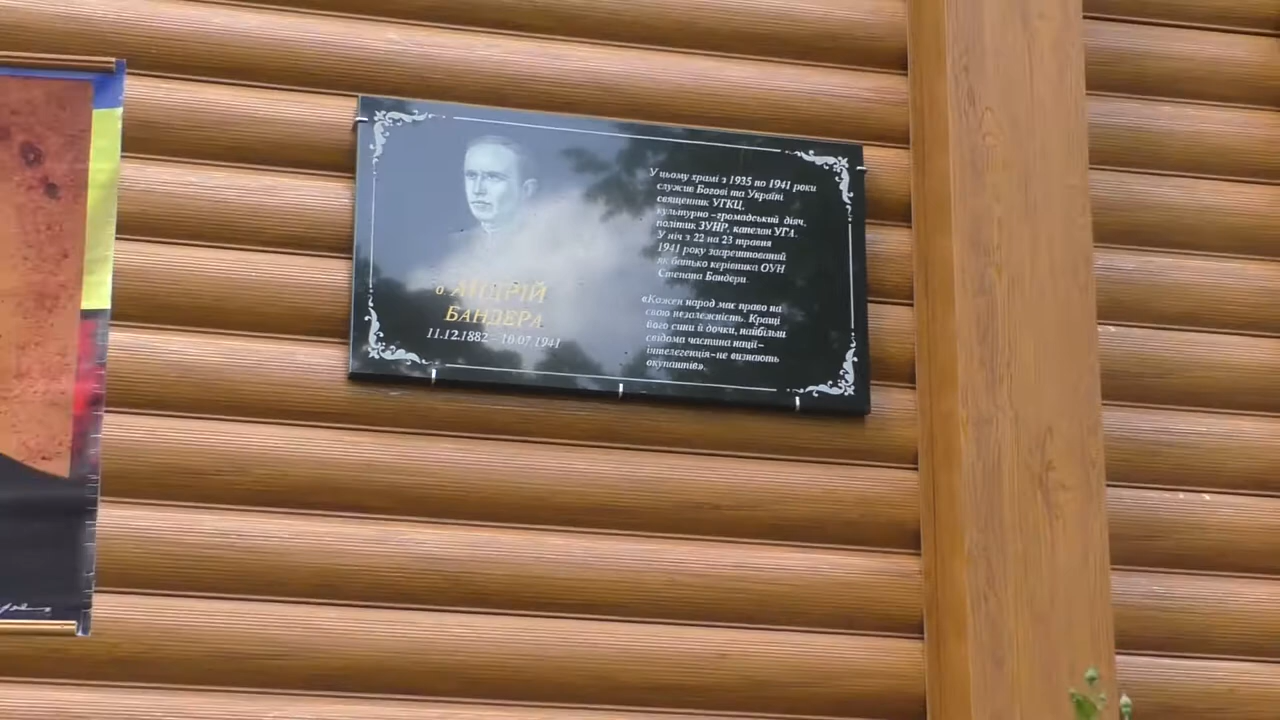 о АНДРІЙ
БАНДЕРА
11.12.1882 - 10.07.1941
У цьому храмі з 1935 по 1941 роки
служив Богові та Україні
священник УГКЦ,
культурно-громадський діяч,
політик ЗУНР, капелан УГА.
У ніч з 22 на 23 травня
1941 року заарештований
як батько керівника ОУН
Степана Бандери.
«Кожен народ має право на
свою незалежність. Кращі
його сини й дочки, найбільш
свідома частина нації-
інтелегенція-не визнають
окупантів».